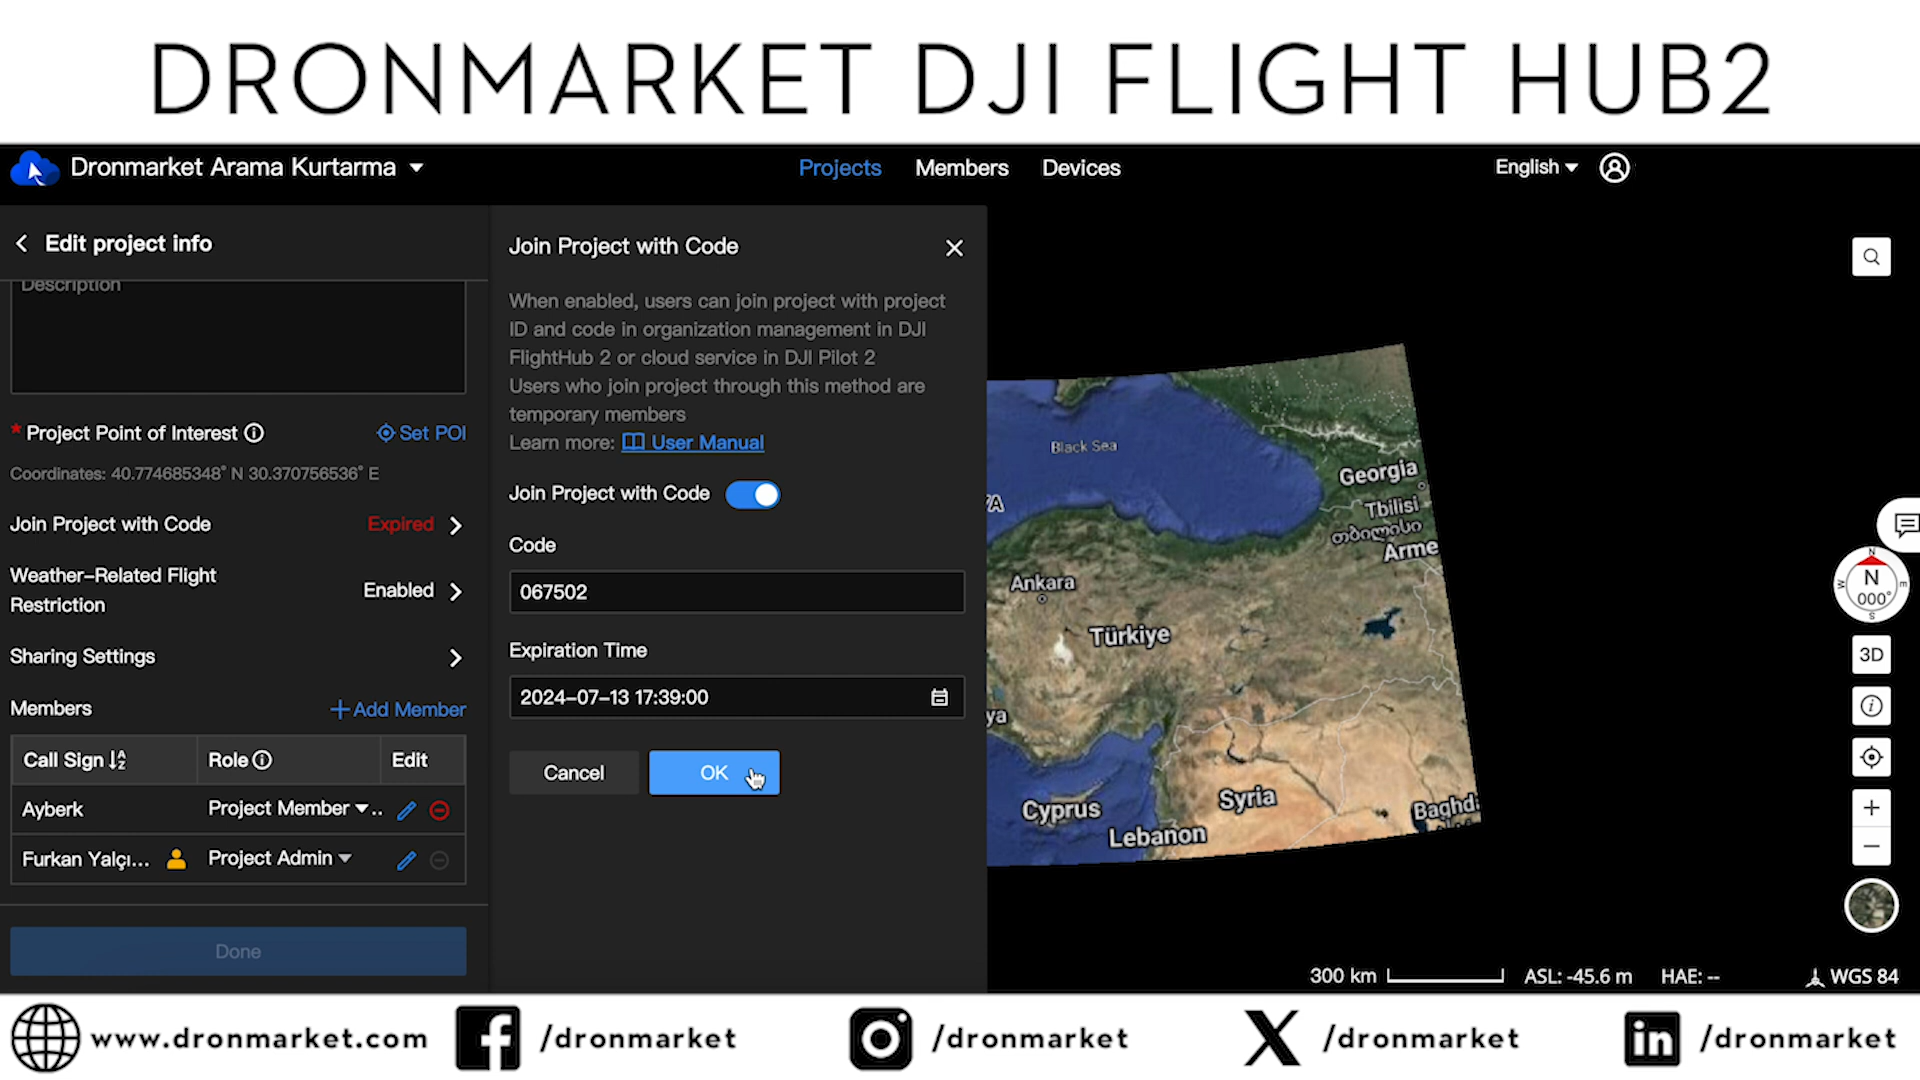 DRONMARKET DJI FLIGHT HUB2
Dronmarket Arama Kurtarma
Projects
Members
Devices
English
Edit project info
Description
* Project Point of Interest
Set POI
Coordinates: 40.774685348° N 30.370756536° E
Join Project with Code
Expired
Weather-Related Flight
Restriction
Enabled
Sharing Settings
Members
+Add Member
Call Sign
Role
Edit
Ayberk
Project Member ..
Furkan Yalçı...
Project Admin
Done
Join Project with Code
When enabled, users can join project with project
ID and code in organization management in DJI
FlightHub 2 or cloud service in DJI Pilot 2
Users who join project through this method are
temporary members
Learn more: User Manual
Join Project with Code
Code
067502
Expiration Time
2024-07-13 17:39:00
Cancel
OK
Black Sea
Georgia
Tbilisi
თბილისი
Arme
Ankara
Türkiye
ya
Cyprus
Syria
Lebanon
Baghd
N
W
N
000°
S
3D
300 km
ASL: -45.6 m
HAE: --
WGS 84
www.dronmarket.com
/dronmarket
/dronmarket
/dronmarket
/dronmarket